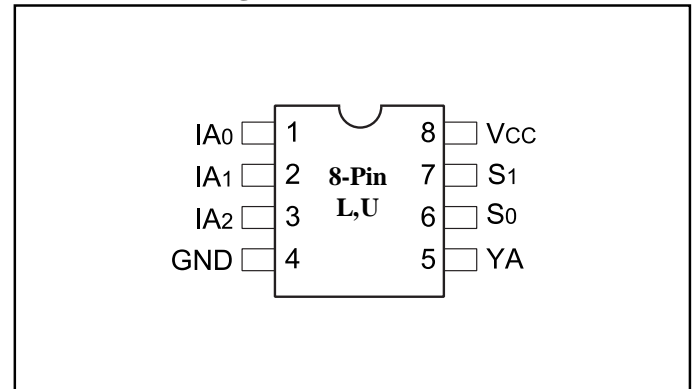 IA0 1 8 VCC
IA1 2 8-Pin 7 S1
L,U
IA2 3 6 S0
GND 4 5 YA